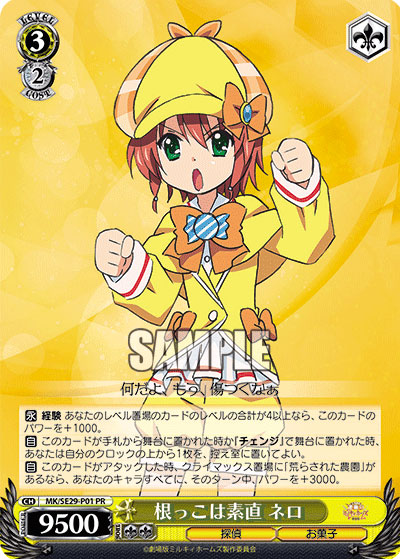 LEVEL
3
2
COST
SAMPLE
何だよ、もう、傷つくなぁ
永 経験 あなたのレベル置場のカードのレベルの合計が4以上なら、このカードの
パワーを+1000。
自 このカードが手札から舞台に置かれた時か「チェンジ」で舞台に置かれた時、
あなたは自分のクロックの上から1枚を、控え室に置いてよい。
自 このカードがアタックした時、クライマックス置場に「荒らされた農園」が
あるなら、そのターン中、このカードのパワーを+3000。
CH MK/SE29-P01 PR
根っこは素直 ネロ
POWER
9500
SOUL
探偵
お菓子
©劇場版ミルキィホームズ製作委員会